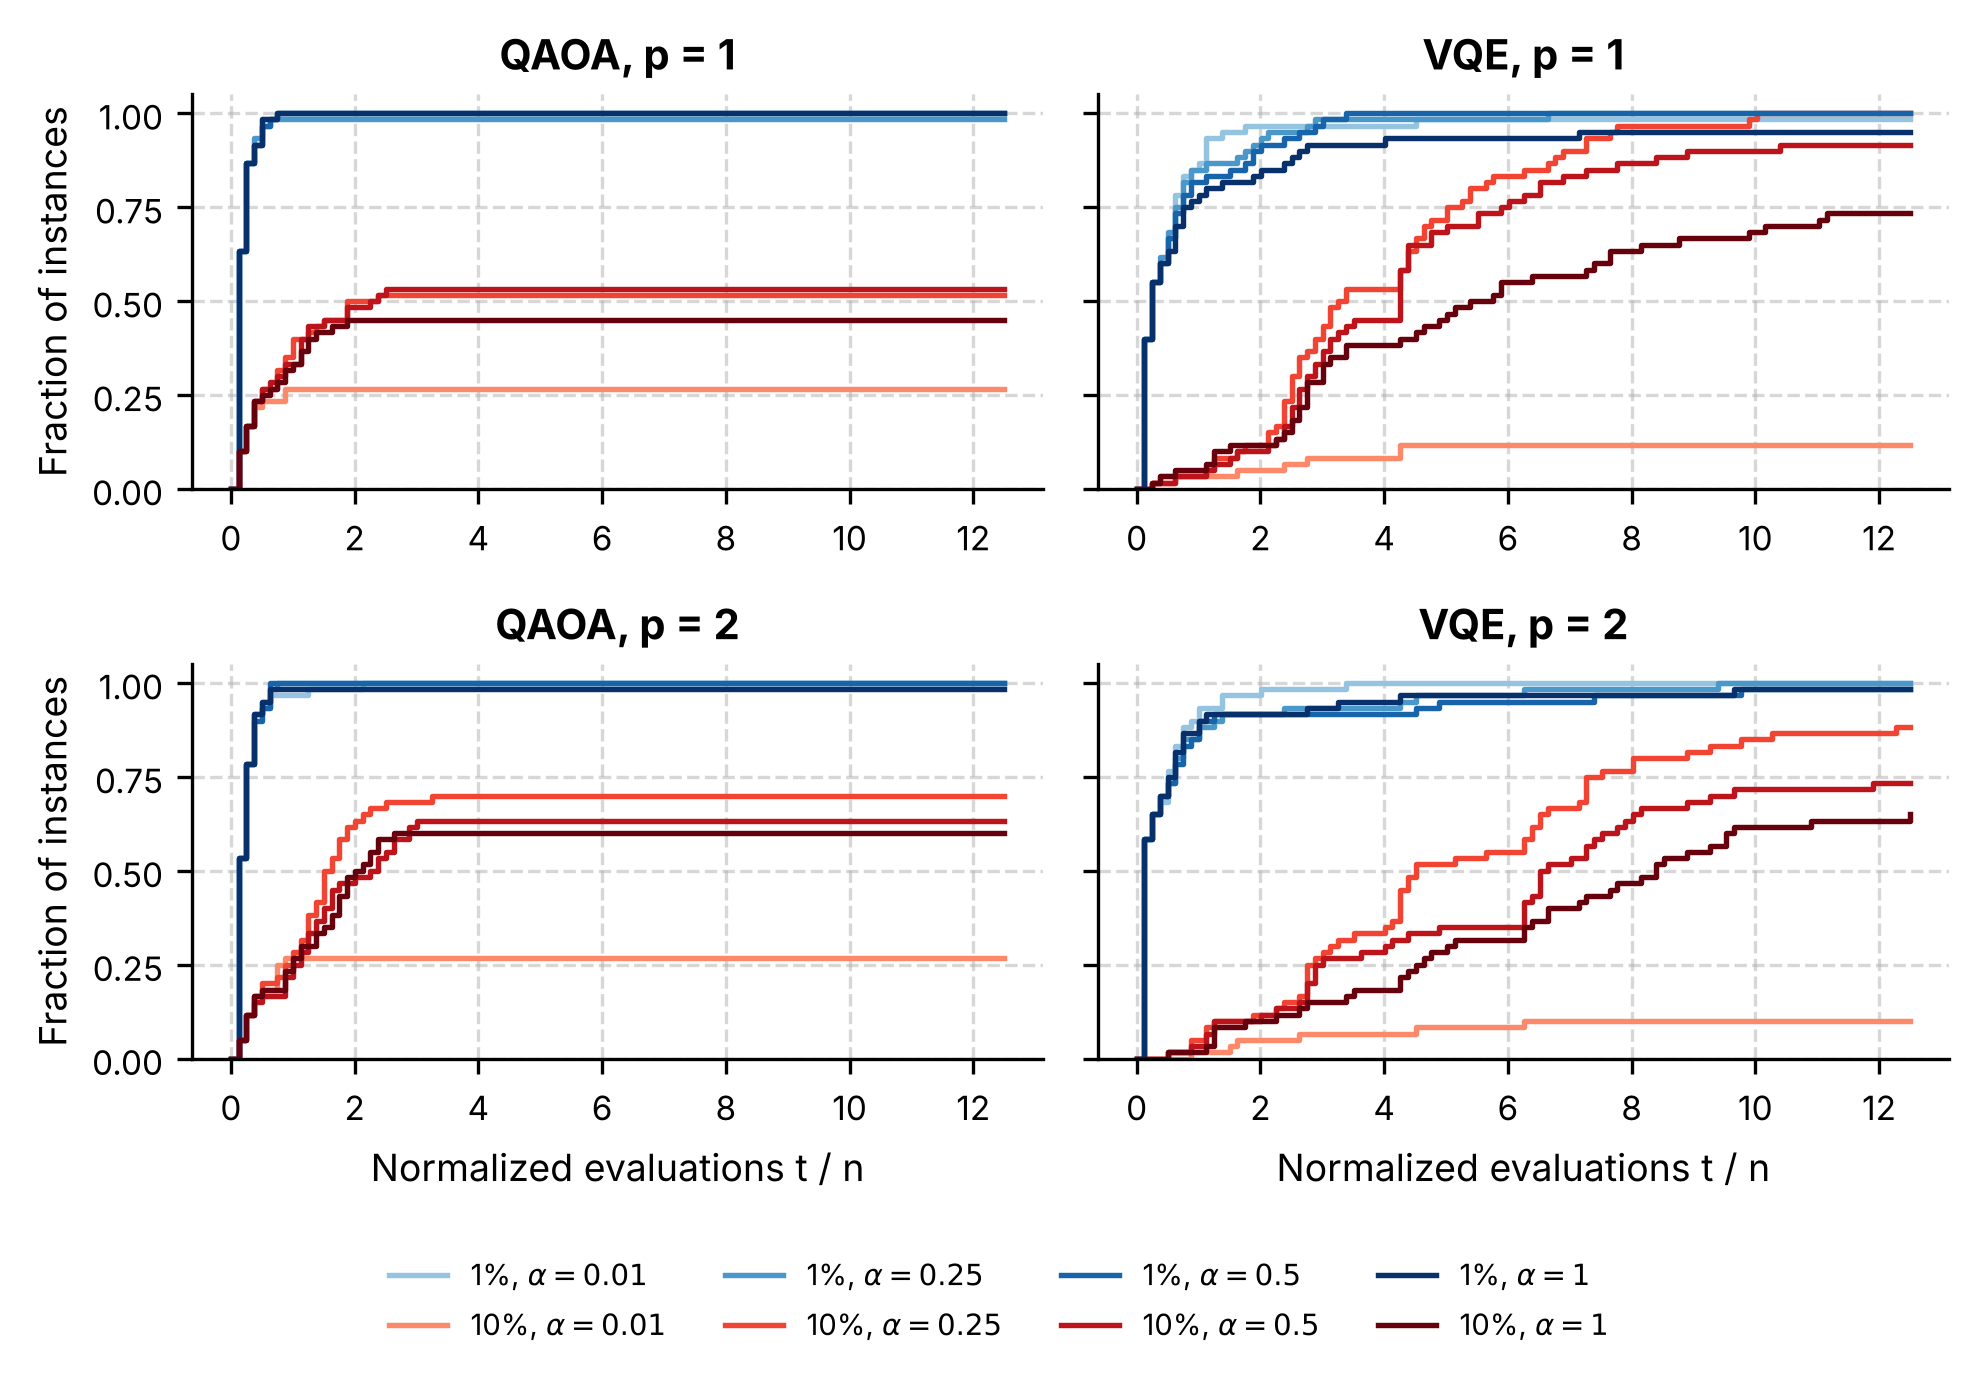 QAOA, p = 1
VQE, p = 1
Fraction of instances
1.00
0.75
0.50
0.25
0.00
0 2 4 6 8 10 12
0 2 4 6 8 10 12
QAOA, p = 2
VQE, p = 2
Fraction of instances
1.00
0.75
0.50
0.25
0.00
0 2 4 6 8 10 12
0 2 4 6 8 10 12
Normalized evaluations t / n
Normalized evaluations t / n
1%, α = 0.01 1%, α = 0.25 1%, α = 0.5 1%, α = 1
10%, α = 0.01 10%, α = 0.25 10%, α = 0.5 10%, α = 1